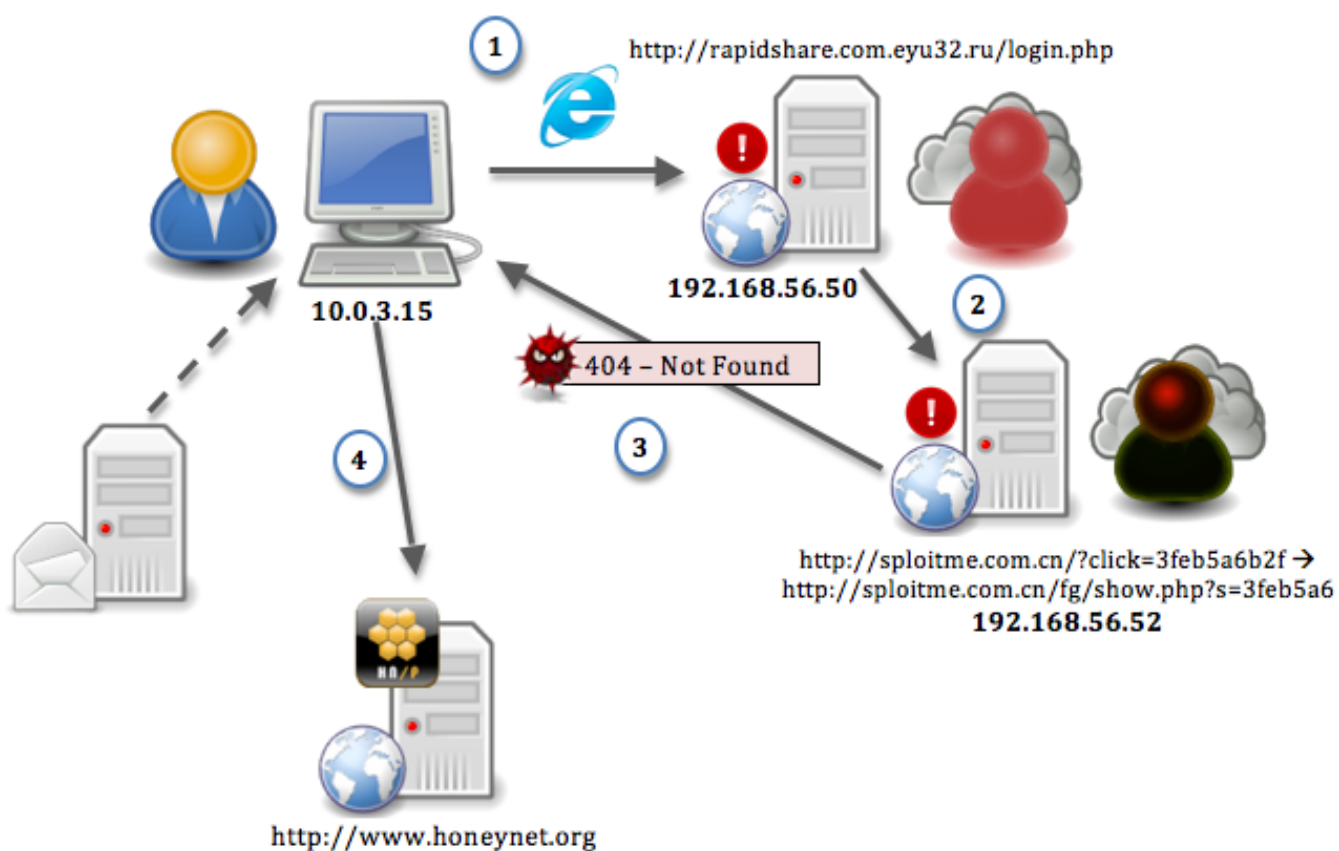 1
http://rapidshare.com.eyu32.ru/login.php
192.168.56.50
10.0.3.15
2
404 – Not Found
3
4
http://sploitme.com.cn/?click=3feb5a6b2f →
http://sploitme.com.cn/fg/show.php?s=3feb5a6
192.168.56.52
HN/P
http://www.honeynet.org